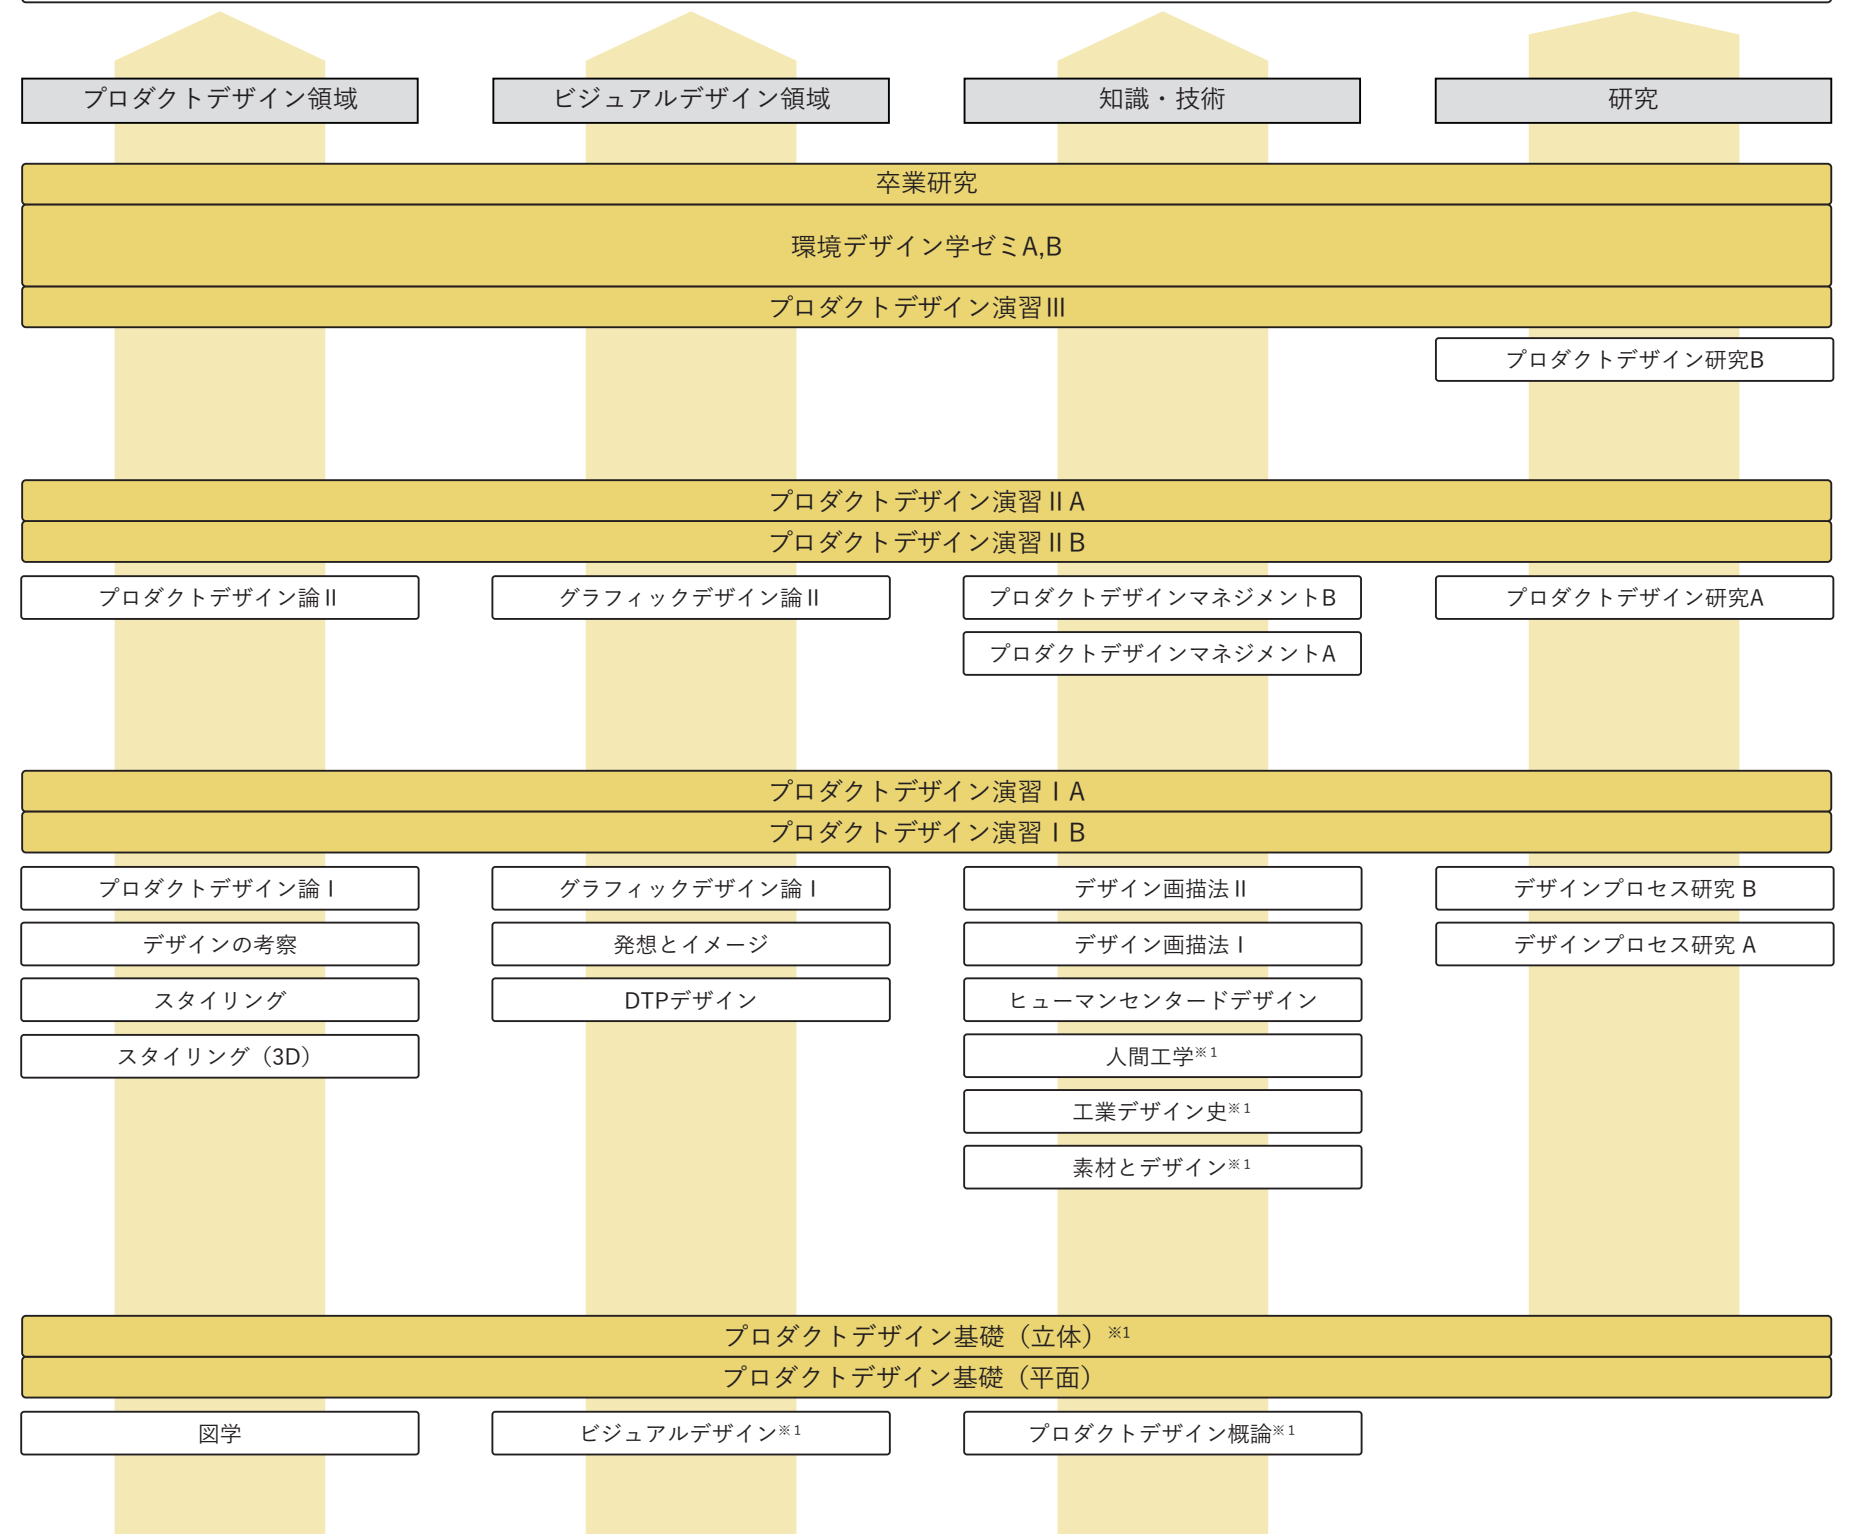 プロダクトデザイン領域
ビジュアルデザイン領域
知識・技術
研究
卒業研究
環境デザイン学ゼミA,B
プロダクトデザイン演習Ⅲ
プロダクトデザイン研究B
プロダクトデザイン演習ⅡA
プロダクトデザイン演習ⅡB
プロダクトデザイン論Ⅱ
グラフィックデザイン論Ⅱ
プロダクトデザインマネジメントB
プロダクトデザイン研究A
プロダクトデザインマネジメントA
プロダクトデザイン演習ⅠA
プロダクトデザイン演習ⅠB
プロダクトデザイン論Ⅰ
グラフィックデザイン論Ⅰ
デザイン画描法Ⅱ
デザインプロセス研究 B
デザインの考察
発想とイメージ
デザイン画描法Ⅰ
デザインプロセス研究 A
スタイリング
DTPデザイン
ヒューマンセンタードデザイン
スタイリング（3D）
人間工学※1
工業デザイン史※1
素材とデザイン※1
プロダクトデザイン基礎（立体）※1
プロダクトデザイン基礎（平面）
図学
ビジュアルデザイン※1
プロダクトデザイン概論※1